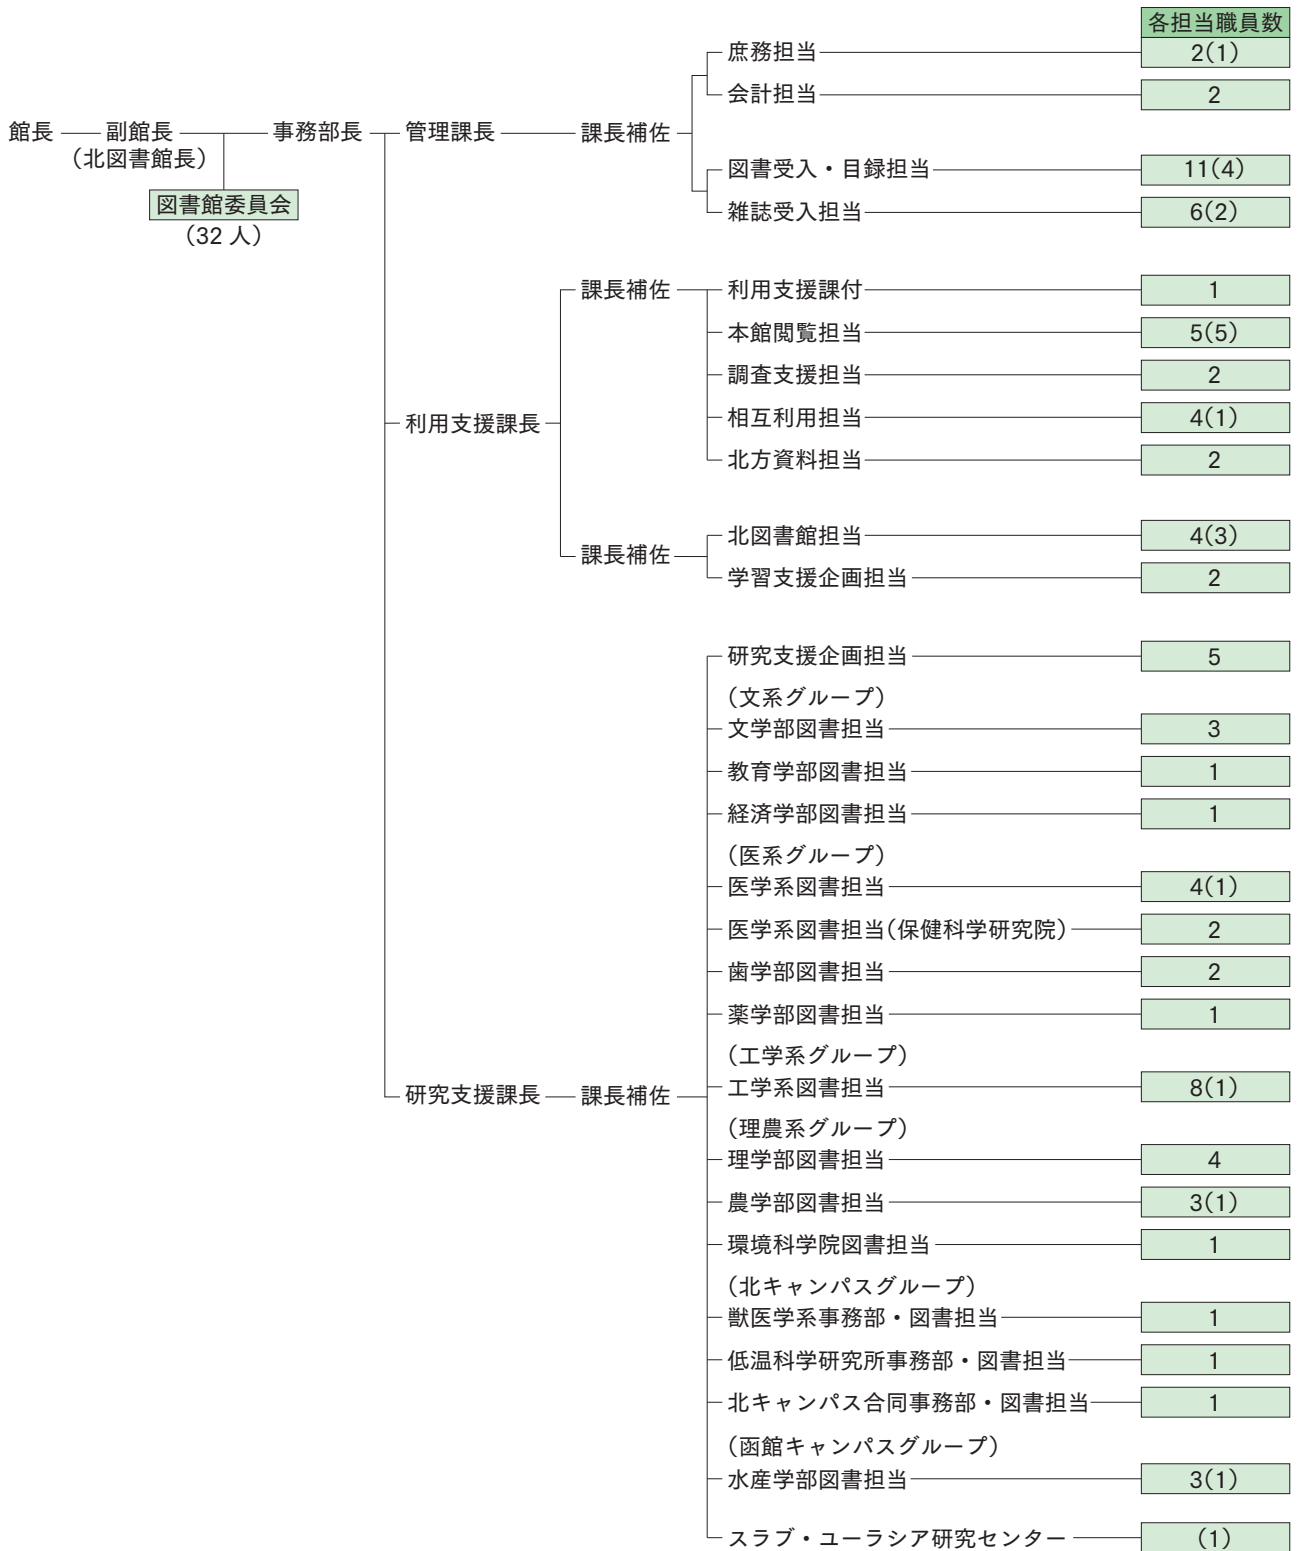 各担当職員数
庶務担当 2(1)
会計担当 2
館長 副館長 事務部長 管理課長 課長補佐
(北図書館長)
図書館委員会
(32 人)
図書受入・目録担当 11(4)
雑誌受入担当 6(2)
課長補佐 利用支援課付 1
本館閲覧担当 5(5)
調査支援担当 2
相互利用担当 4(1)
利用支援課長
北方資料担当 2
北図書館担当 4(3)
課長補佐
学習支援企画担当 2
研究支援企画担当 5
(文系グループ)
文学部図書担当 3
教育学部図書担当 1
経済学部図書担当 1
(医系グループ)
医学系図書担当 4(1)
医学系図書担当(保健科学研究院) 2
歯学部図書担当 2
薬学部図書担当 1
(工学系グループ)
工学系図書担当 8(1)
研究支援課長 課長補佐
(理農系グループ)
理学部図書担当 4
農学部図書担当 3(1)
環境科学院図書担当 1
(北キャンパスグループ)
獣医学系事務部・図書担当 1
低温科学研究所事務部・図書担当 1
北キャンパス合同事務部・図書担当 1
(函館キャンパスグループ)
水産学部図書担当 3(1)
スラブ・ユーラシア研究センター (1)